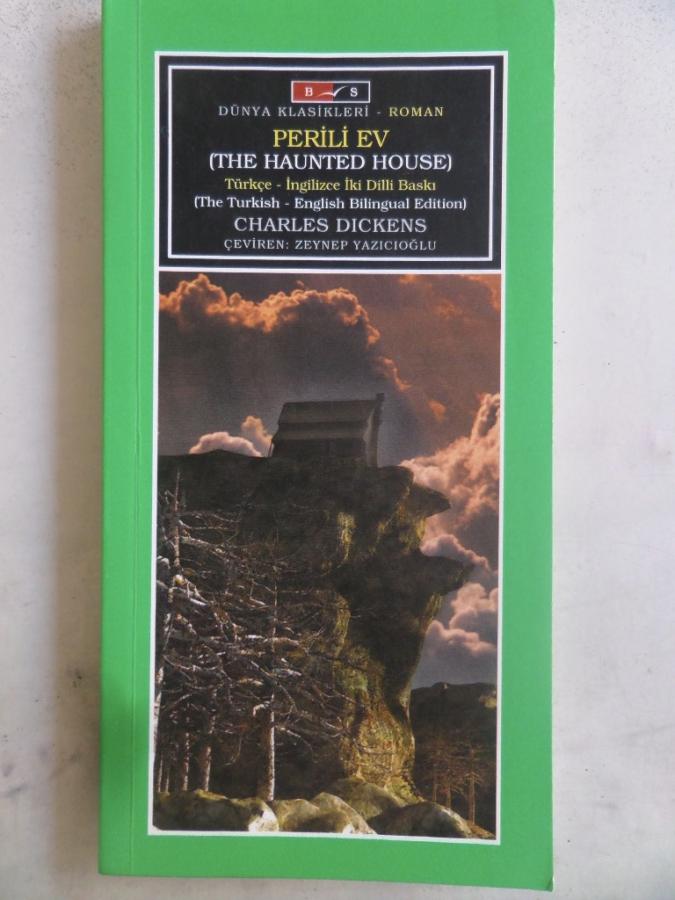 B S
DÜNYA KLASİKLERİ - ROMAN
PERİLİ EV
(THE HAUNTED HOUSE)
Türkçe - İngilizce İki Dilli Baskı
(The Turkish - English Bilingual Edition)
CHARLES DICKENS
ÇEVİREN: ZEYNEP YAZICIOĞLU